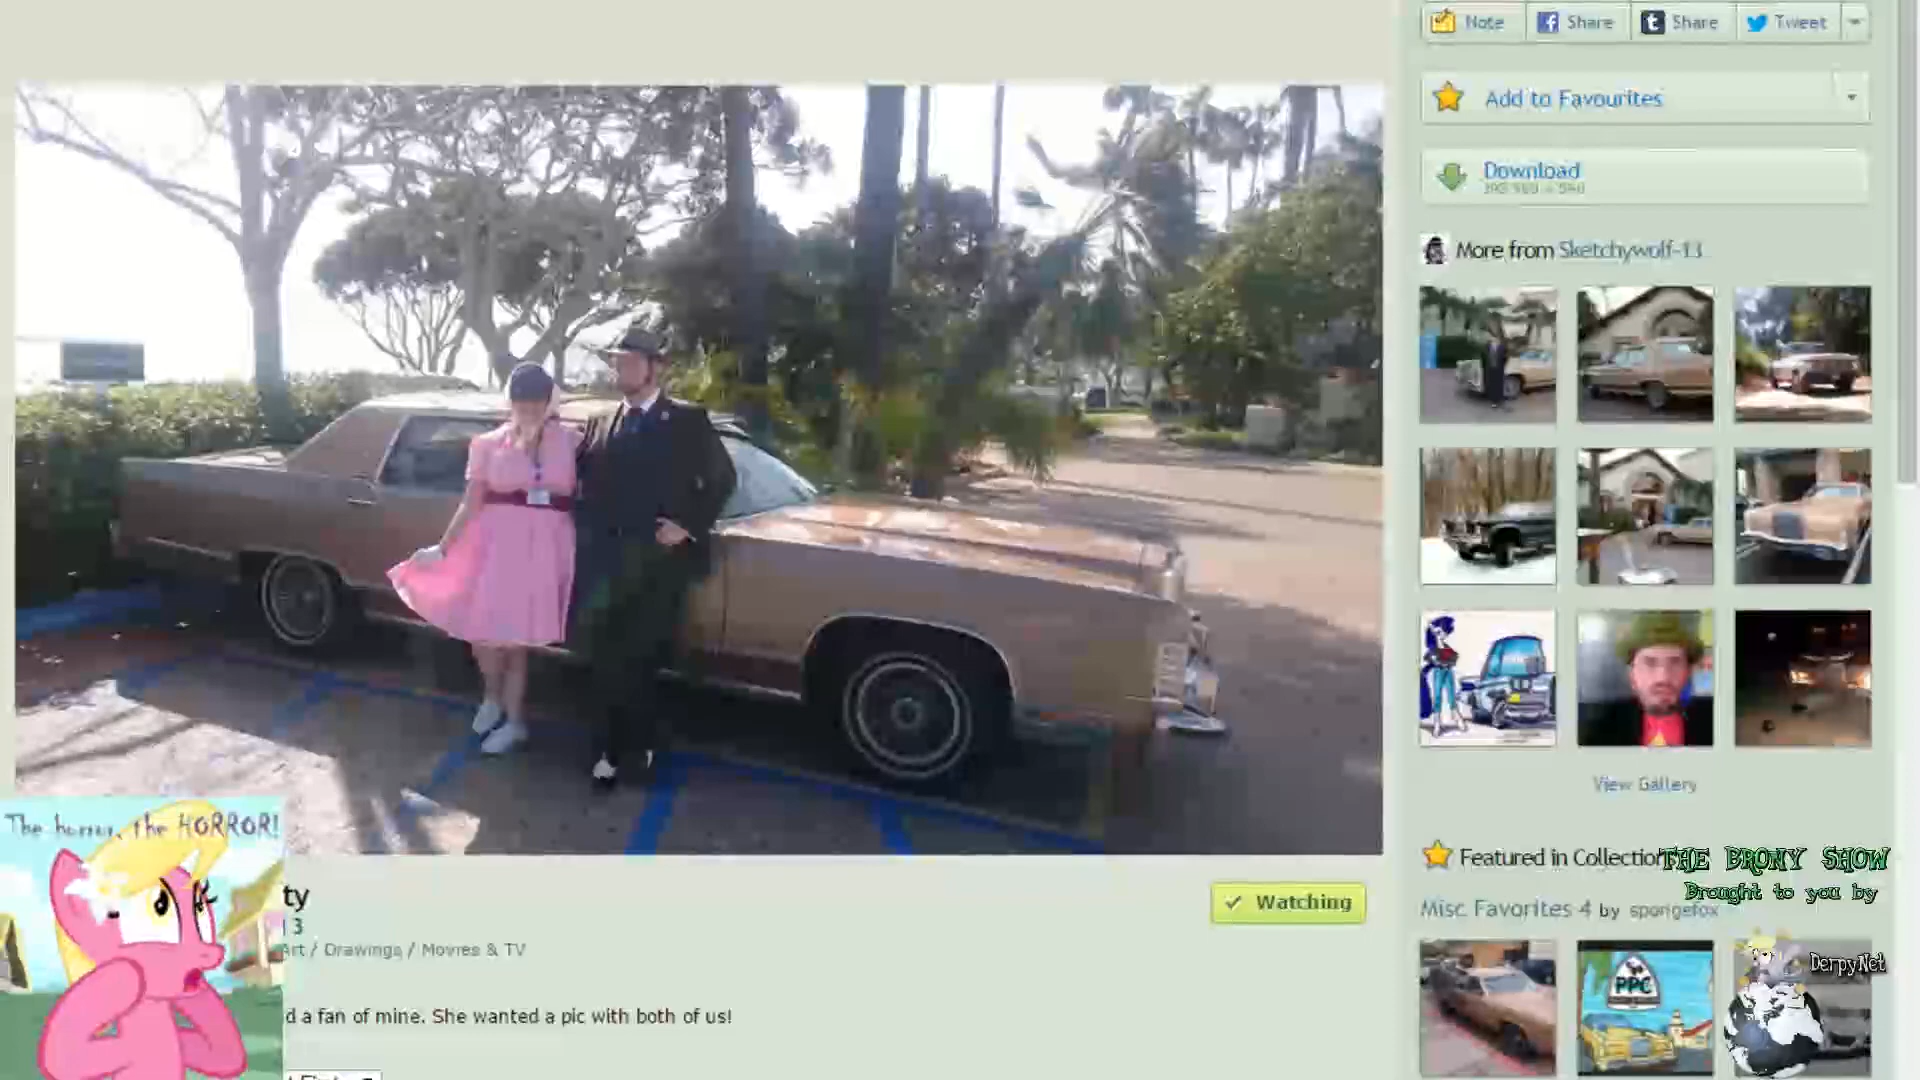 Note
Share
Share
Tweet
Add to Favourites
Download
More from Sketchywolf-13
View Gallery
The horror, the HORROR!
ty
13
Art / Drawings / Movies & TV
Watching
d a fan of mine. She wanted a pic with both of us!
Featured in Collection
THE BRONY SHOW
Brought to you by
Misc Favorites 4 by spongefox
PPC
DerpyNet